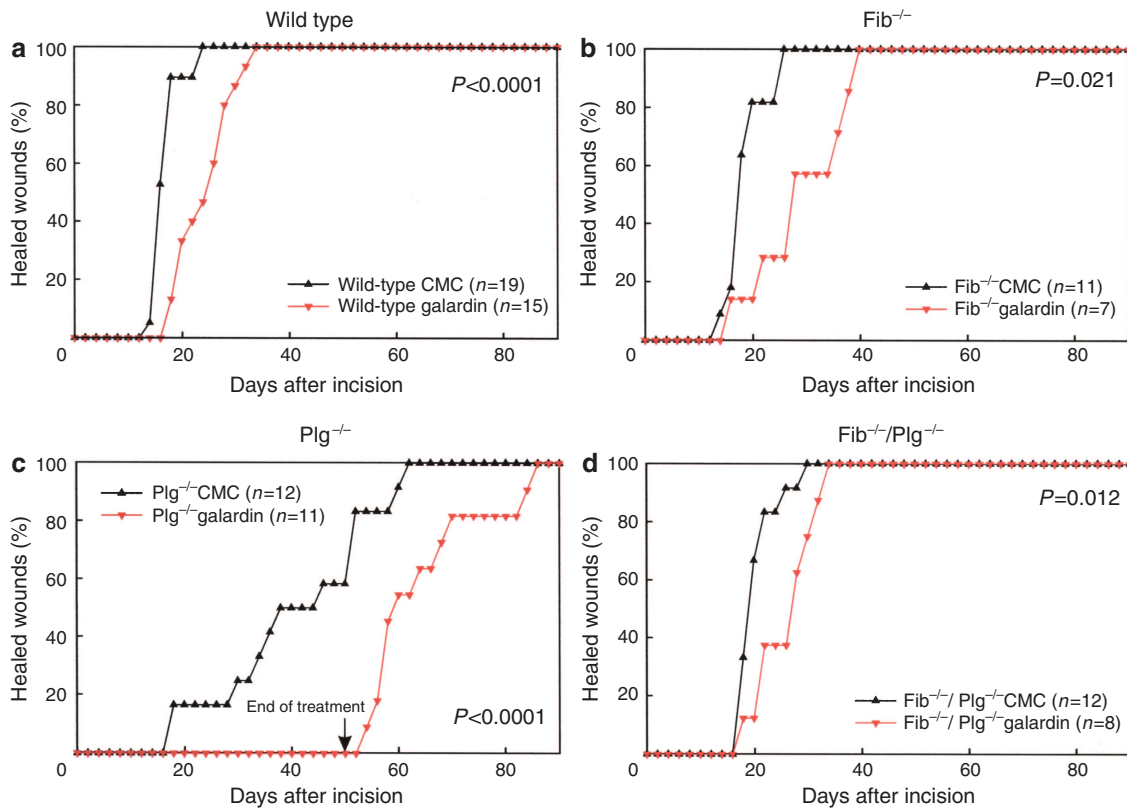 Wild type
a
100
80
60
40
20
0
Healed wounds (%)
P<0.0001
Wild-type CMC (n=19)
Wild-type galardin (n=15)
20 40 60 80
Days after incision
Fib⁻/⁻
b
100
80
60
40
20
0
Healed wounds (%)
P=0.021
Fib⁻/⁻CMC (n=11)
Fib⁻/⁻galardin (n=7)
20 40 60 80
Days after incision
Plg⁻/⁻
c
100
80
60
40
20
0
Healed wounds (%)
Plg⁻/⁻CMC (n=12)
Plg⁻/⁻galardin (n=11)
End of treatment
P<0.0001
20 40 60 80
Days after incision
Fib⁻/⁻/Plg⁻/⁻
d
100
80
60
40
20
0
Healed wounds (%)
P=0.012
Fib⁻/⁻/ Plg⁻/⁻CMC (n=12)
Fib⁻/⁻/ Plg⁻/⁻galardin (n=8)
20 40 60 80
Days after incision